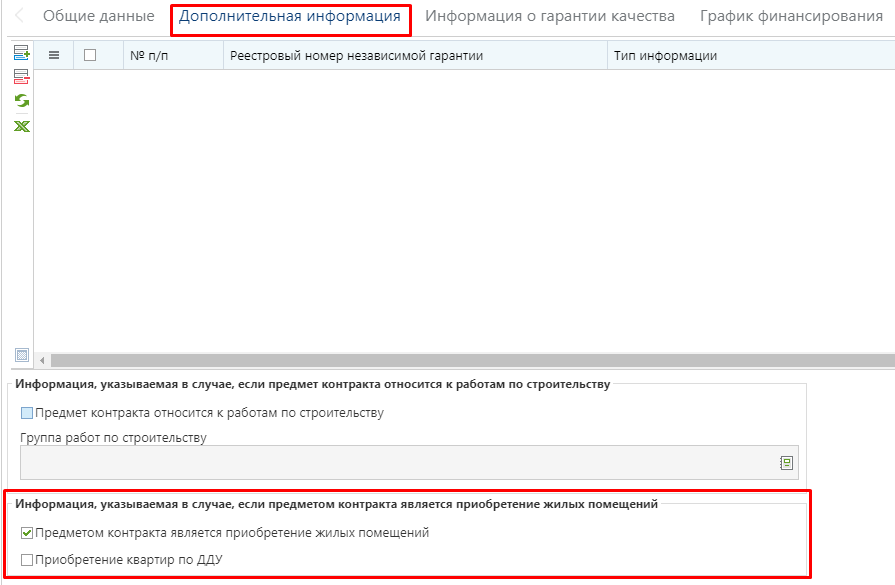 Общие данные Дополнительная информация Информация о гарантии качества График финансирования
№ п/п Реестровый номер независимой гарантии Тип информации
Информация, указываемая в случае, если предмет контракта относится к работам по строительству
Предмет контракта относится к работам по строительству
Группа работ по строительству
Информация, указываемая в случае, если предметом контракта является приобретение жилых помещений
Предметом контракта является приобретение жилых помещений
Приобретение квартир по ДДУ